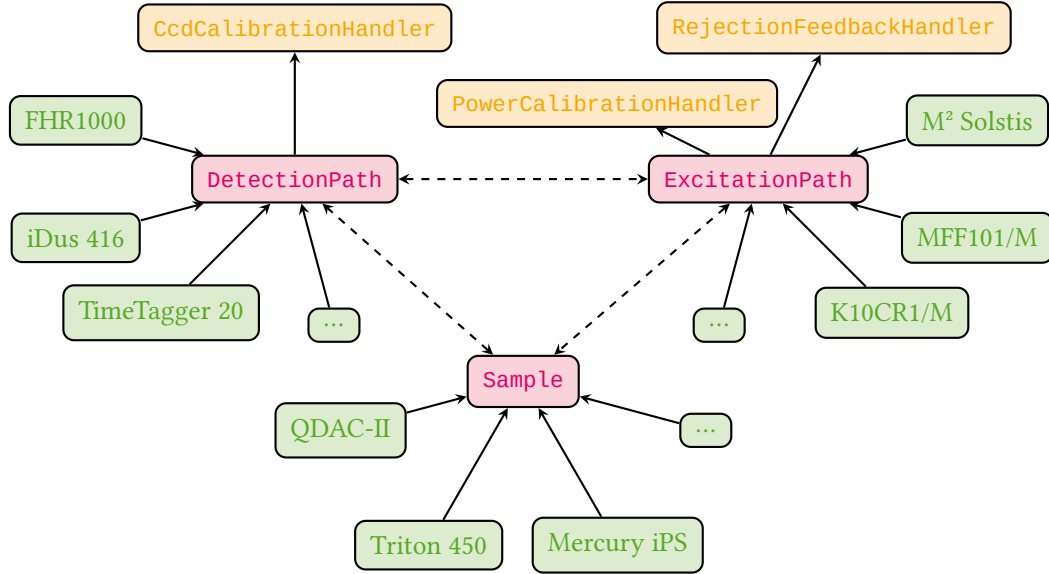 CcdCalibrationHandler
RejectionFeedbackHandler
PowerCalibrationHandler
FHR1000
M² Solstis
DetectionPath
ExcitationPath
iDus 416
MFF101/M
TimeTagger 20
...
...
K10CR1/M
Sample
QDAC-II
...
Triton 450
Mercury iPS